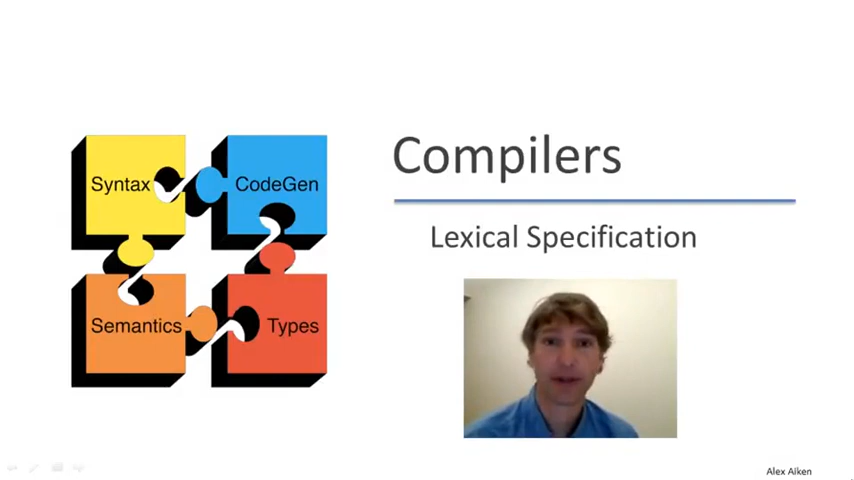 Compilers
Syntax CodeGen
Lexical Specification
Semantics Types
Alex Aiken